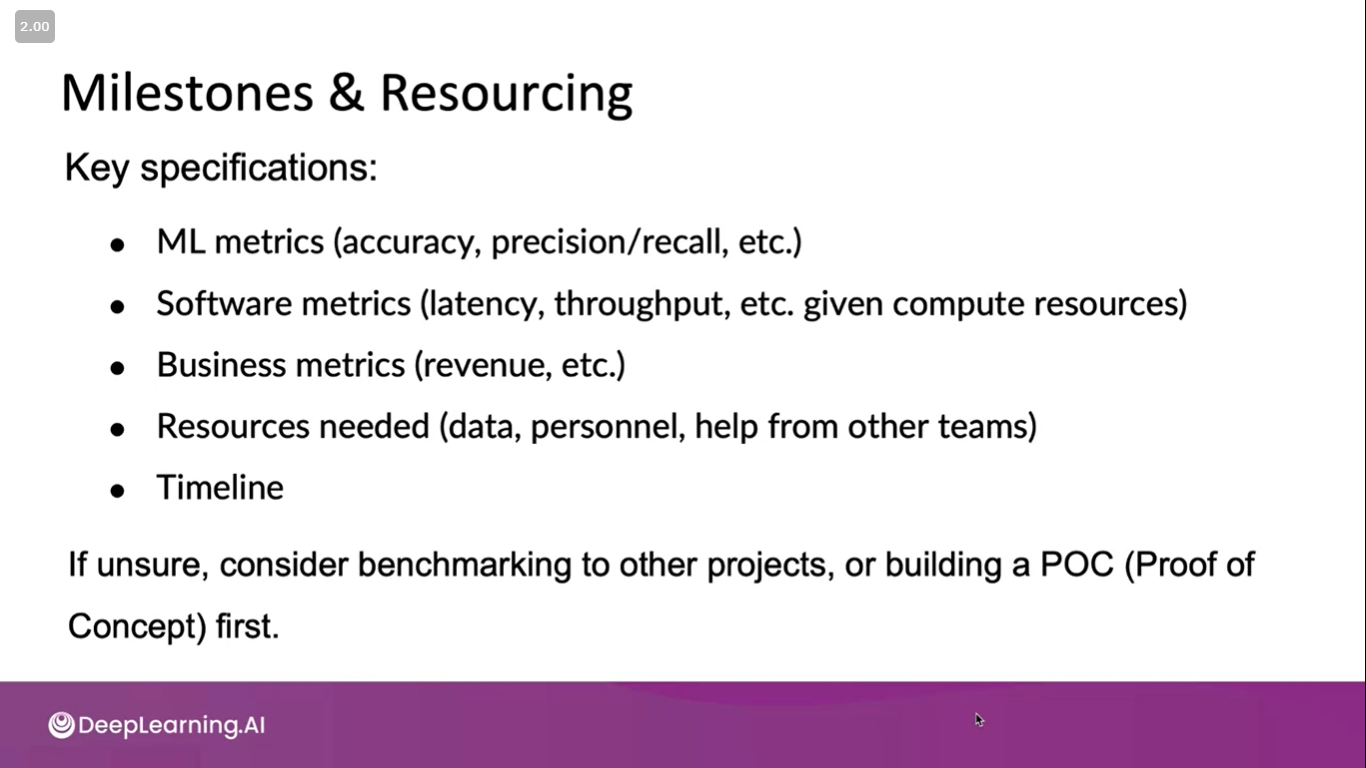 2.00
Milestones & Resourcing
Key specifications:
● ML metrics (accuracy, precision/recall, etc.)
● Software metrics (latency, throughput, etc. given compute resources)
● Business metrics (revenue, etc.)
● Resources needed (data, personnel, help from other teams)
● Timeline
If unsure, consider benchmarking to other projects, or building a POC (Proof of
Concept) first.
DeepLearning.AI